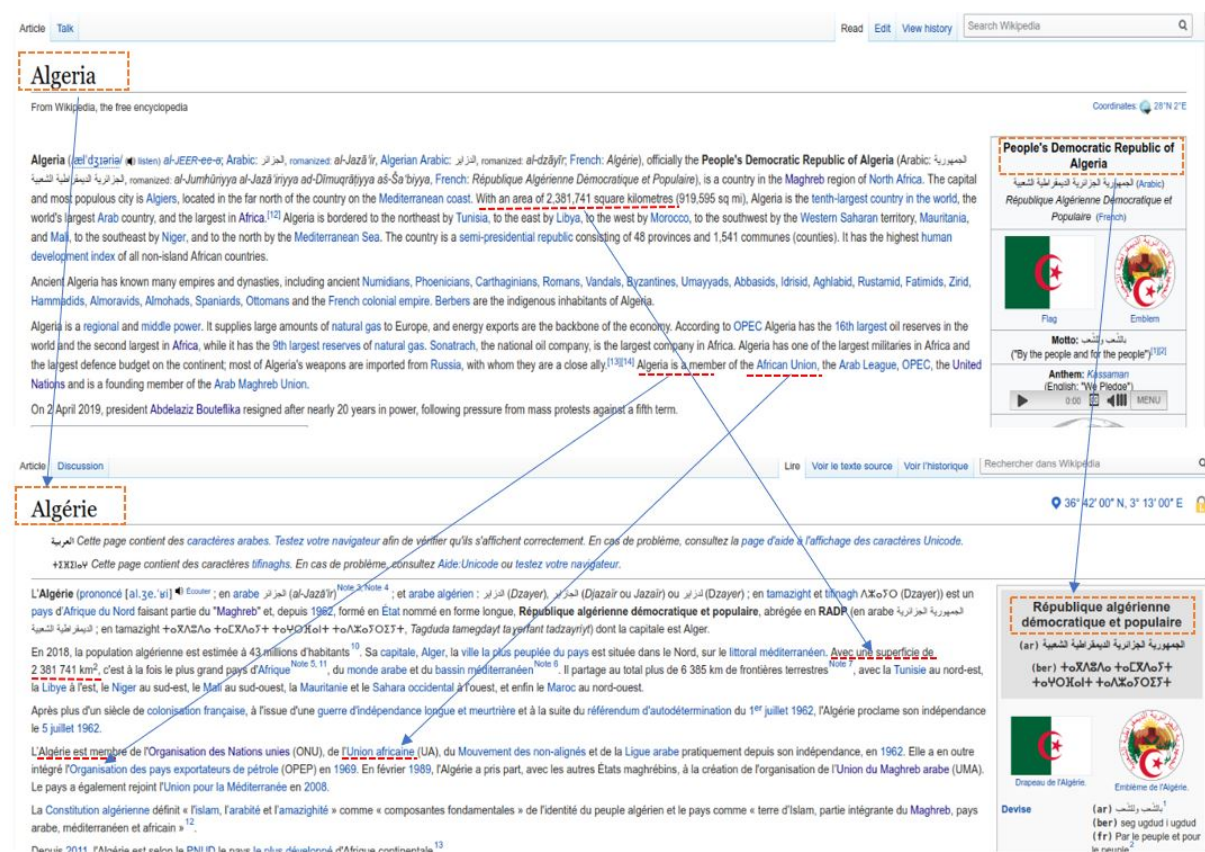 Article Talk Read Edit View history Search Wikipedia
Algeria
From Wikipedia, the free encyclopedia
Coordinates: 28°N 2°E
Algeria (/ælˈdʒɪəriə/ listen) al-JEER-ee-ə; Arabic: الجزائر, romanized: al-Jazā'ir, Algerian Arabic: لدزاير, romanized: al-dzāyīr; French: Algérie), officially the People's Democratic Republic of Algeria (Arabic: الجمهورية
الجزائرية الديمقراطية الشعبية, romanized: al-Jumhūriyya al-Jazā'iriyya ad-Dīmuqrāṭiyya aš-Ša'biyya, French: République Algérienne Démocratique et Populaire), is a country in the Maghreb region of North Africa. The capital
and most populous city is Algiers, located in the far north of the country on the Mediterranean coast. With an area of 2,381,741 square kilometres (919,595 sq mi), Algeria is the tenth-largest country in the world, the
world's largest Arab country, and the largest in Africa.[12] Algeria is bordered to the northeast by Tunisia, to the east by Libya, to the west by Morocco, to the southwest by the Western Saharan territory, Mauritania,
and Mali, to the southeast by Niger, and to the north by the Mediterranean Sea. The country is a semi-presidential republic consisting of 48 provinces and 1,541 communes (counties). It has the highest human
development index of all non-island African countries.
Ancient Algeria has known many empires and dynasties, including ancient Numidians, Phoenicians, Carthaginians, Romans, Vandals, Byzantines, Umayyads, Abbasids, Idrisid, Aghlabid, Rustamid, Fatimids, Zirid,
Hammadids, Almoravids, Almohads, Spaniards, Ottomans and the French colonial empire. Berbers are the indigenous inhabitants of Algeria.
Algeria is a regional and middle power. It supplies large amounts of natural gas to Europe, and energy exports are the backbone of the economy. According to OPEC Algeria has the 16th largest oil reserves in the
world and the second largest in Africa, while it has the 9th largest reserves of natural gas. Sonatrach, the national oil company, is the largest company in Africa. Algeria has one of the largest militaries in Africa and
the largest defence budget on the continent; most of Algeria's weapons are imported from Russia, with whom they are a close ally.[13][14] Algeria is a member of the African Union, the Arab League, OPEC, the United
Nations and is a founding member of the Arab Maghreb Union.
On 2 April 2019, president Abdelaziz Bouteflika resigned after nearly 20 years in power, following pressure from mass protests against a fifth term.
People's Democratic Republic of
Algeria
الجمهورية الجزائرية الديمقراطية الشعبية (Arabic)
République Algérienne Démocratique et
Populaire (French)
Flag Emblem
Motto: بالشّعب وللشّعب
("By the people and for the people")[1][2]
Anthem: Kassaman
(English: "We Pledge")
0:00 MENU
Article Discussion Lire Voir le texte source Voir l'historique Rechercher dans Wikipédia
Algérie
36° 42′ 00″ N, 3° 13′ 00″ E
العربية Cette page contient des caractères arabes. Testez votre navigateur afin de vérifier qu'ils s'affichent correctement. En cas de problème, consultez la page d'aide à l'affichage des caractères Unicode.
Cette page contient des caractères tifinaghs. En cas de problème, consultez Aide:Unicode ou testez votre navigateur.
L'Algérie (prononcé [al.ʒe.ˈʁi] Écouter ; en arabe الجزائر (al-Jazā'ir) Note 3, Note 4 ; et arabe algérien : لدزاير (Dzayer), (Djazaïr ou Jazaïr) ou لدزاير (Dzayer) ; en tamazight et tifinagh ⴷⵣⴰⵢⵔ (Dzayer)) est un
pays d'Afrique du Nord faisant partie du "Maghreb" et, depuis 1962, formé en État nommé en forme longue, République algérienne démocratique et populaire, abrégée en RADP (en arabe الجمهورية الجزائرية
الديمقراطية الشعبية ; en tamazight Tagduda tamegdayt taɣerfant tadzayriyt) dont la capitale est Alger.
En 2018, la population algérienne est estimée à 43 millions d'habitants 10. Sa capitale, Alger, la ville la plus peuplée du pays est située dans le Nord, sur le littoral méditerranéen. Avec une superficie de
2 381 741 km2, c'est à la fois le plus grand pays d'Afrique Note 5, 11, du monde arabe et du bassin méditerranéen Note 6. Il partage au total plus de 6 385 km de frontières terrestres Note 7, avec la Tunisie au nord-est,
la Libye à l'est, le Niger au sud-est, le Mali au sud-ouest, la Mauritanie et le Sahara occidental à l'ouest, et enfin le Maroc au nord-ouest.
Après plus d'un siècle de colonisation française, à l'issue d'une guerre d'indépendance longue et meurtrière et à la suite du référendum d'autodétermination du 1er juillet 1962, l'Algérie proclame son indépendance
le 5 juillet 1962.
L'Algérie est membre de l'Organisation des Nations unies (ONU), de l'Union africaine (UA), du Mouvement des non-alignés et de la Ligue arabe pratiquement depuis son indépendance, en 1962. Elle a en outre
intégré l'Organisation des pays exportateurs de pétrole (OPEP) en 1969. En février 1989, l'Algérie a pris part, avec les autres États maghrébins, à la création de l'organisation de l'Union du Maghreb arabe (UMA).
Le pays a également rejoint l'Union pour la Méditerranée en 2008.
La Constitution algérienne définit « l'islam, l'arabité et l'amazighité » comme « composantes fondamentales » de l'identité du peuple algérien et le pays comme « terre d'Islam, partie intégrante du Maghreb, pays
arabe, méditerranéen et africain » 12.
Depuis 2011, l'Algérie est selon le PNUD le pays le plus développé d'Afrique continentale 13
République algérienne
démocratique et populaire
الجمهورية الجزائرية الديمقراطية الشعبية (ar)
(ber) ⵜⴰⴳⴷⵓⴷⴰ ⵜⴰⵎⴳⴷⴰⵢⵜ
Drapeau de l'Algérie. Emblème de l'Algérie.
Devise (ar) بالشّعب وللشّعب 1
(ber) seg ugdud i ugdud
(fr) Par le peuple et pour
le peuple 2